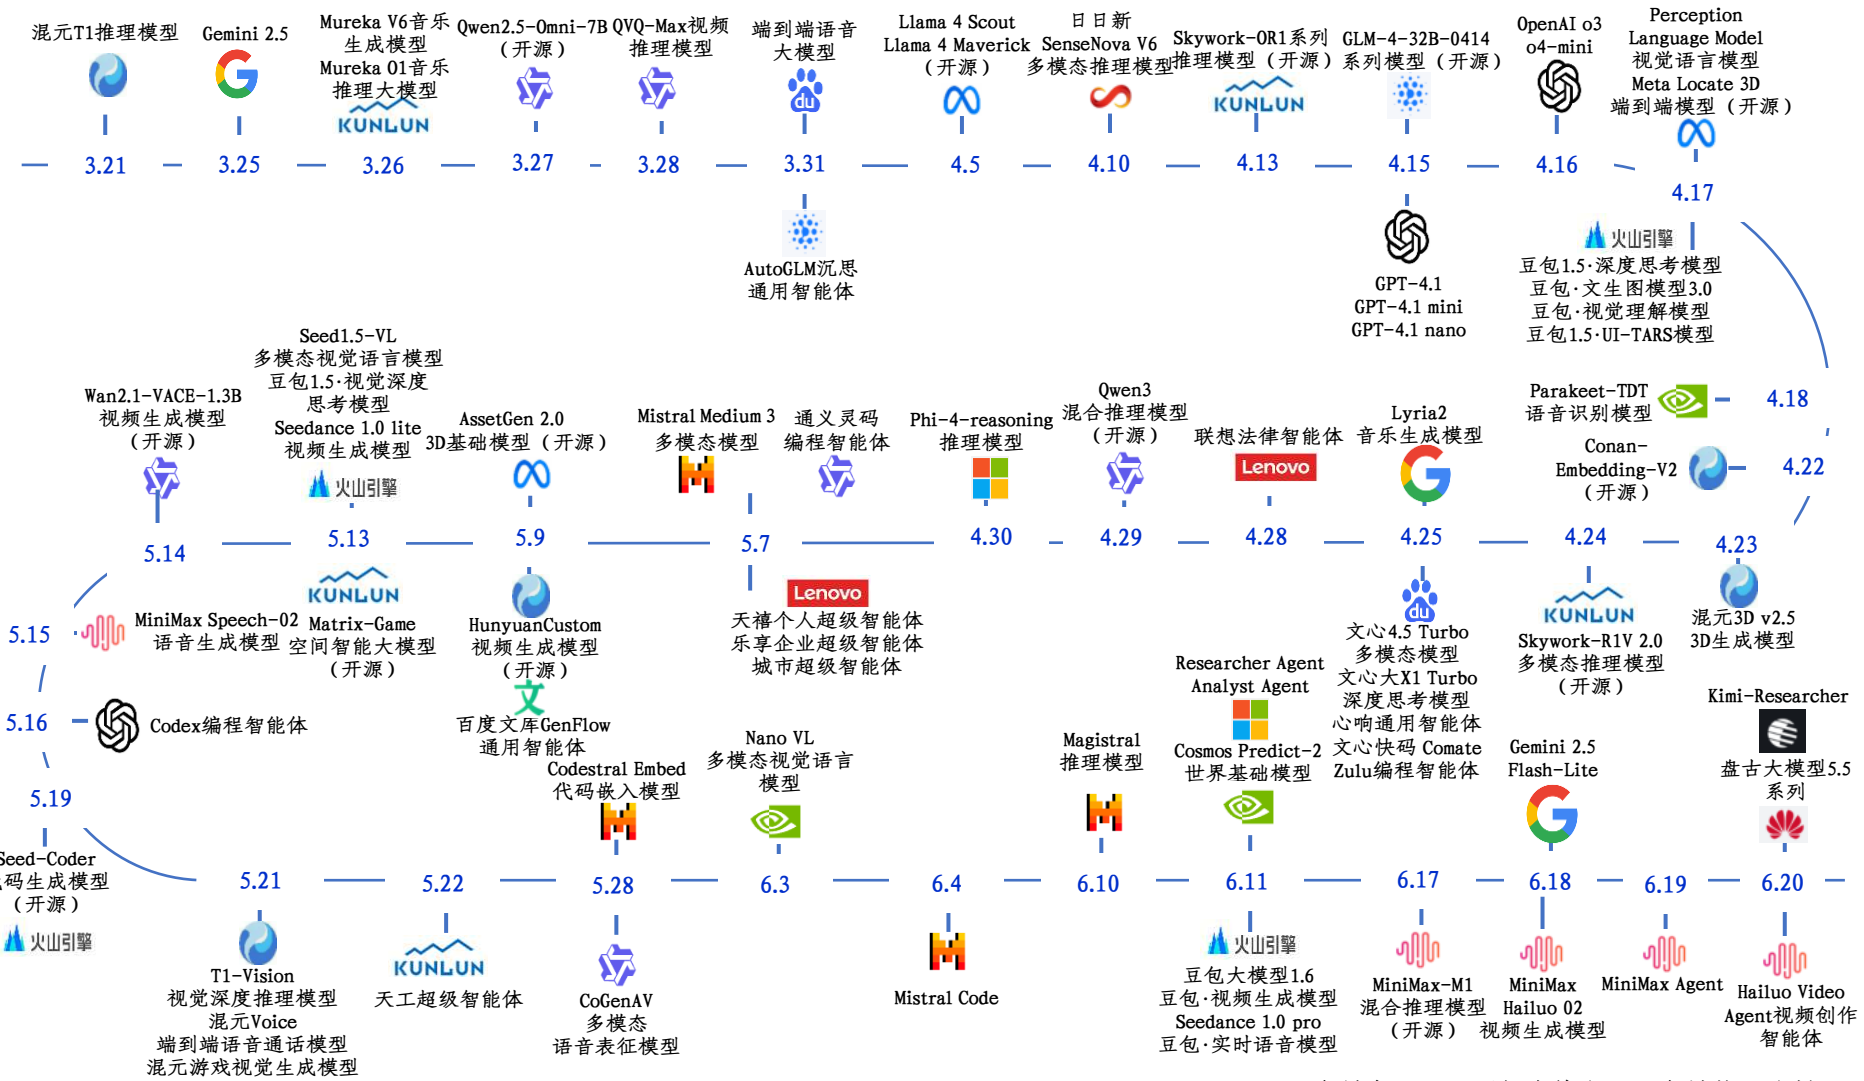 混元T1推理模型
Gemini 2.5
Mureka V6音乐
生成模型
Mureka O1音乐
推理大模型
KUNLUN
Qwen2.5-Omni-7B
(开源)
QVQ-Max视频
推理模型
端到端语音
大模型
du
Llama 4 Scout
Llama 4 Maverick
(开源)
日日新
SenseNova V6
多模态推理模型
Skywork-OR1系列
推理模型(开源)
KUNLUN
GLM-4-32B-0414
系列模型(开源)
OpenAI o3
o4-mini
Perception
Language Model
视觉语言模型
Meta Locate 3D
端到端模型(开源)
3.21
3.25
3.26
3.27
3.28
3.31
4.5
4.10
4.13
4.15
4.16
4.17
AutoGLM沉思
通用智能体
GPT-4.1
GPT-4.1 mini
GPT-4.1 nano
火山引擎
豆包1.5·深度思考模型
豆包·文生图模型3.0
豆包·视觉理解模型
豆包1.5·UI-TARS模型
Parakeet-TDT
语音识别模型
4.18
Conan-
Embedding-V2
(开源)
4.22
Wan2.1-VACE-1.3B
视频生成模型
(开源)
Seed1.5-VL
多模态视觉语言模型
豆包1.5·视觉深度
思考模型
Seedance 1.0 lite
视频生成模型
火山引擎
AssetGen 2.0
3D基础模型(开源)
Mistral Medium 3
多模态模型
通义灵码
编程智能体
Phi-4-reasoning
推理模型
Qwen3
混合推理模型
(开源)
联想法律智能体
Lenovo
Lyria2
音乐生成模型
5.14
5.13
5.9
5.7
4.30
4.29
4.28
4.25
4.24
4.23
5.15
MiniMax Speech-02
语音生成模型
KUNLUN
Matrix-Game
空间智能大模型
(开源)
HunyuanCustom
视频生成模型
(开源)
文
百度文库GenFlow
通用智能体
Lenovo
天禧个人超级智能体
乐享企业超级智能体
城市超级智能体
du
文心4.5 Turbo
多模态模型
文心大X1 Turbo
深度思考模型
心响通用智能体
文心快码 Comate
Zulu编程智能体
KUNLUN
Skywork-R1V 2.0
多模态推理模型
(开源)
混元3D v2.5
3D生成模型
5.16
Codex编程智能体
5.19
Seed-Coder
码生成模型
(开源)
火山引擎
Codestral Embed
代码嵌入模型
Nano VL
多模态视觉语言
模型
Magistral
推理模型
Researcher Agent
Analyst Agent
Cosmos Predict-2
世界基础模型
Gemini 2.5
Flash-Lite
Kimi-Researcher
盘古大模型5.5
系列
5.21
5.22
5.28
6.3
6.4
6.10
6.11
6.17
6.18
6.19
6.20
T1-Vision
视觉深度推理模型
混元Voice
端到端语音通话模型
混元游戏视觉生成模型
KUNLUN
天工超级智能体
CoGenAV
多模态
语音表征模型
Mistral Code
火山引擎
豆包大模型1.6
豆包·视频生成模型
Seedance 1.0 pro
豆包·实时语音模型
MiniMax-M1
混合推理模型
(开源)
MiniMax
Hailuo 02
视频生成模型
MiniMax Agent
Hailuo Video
Agent视频创作
智能体